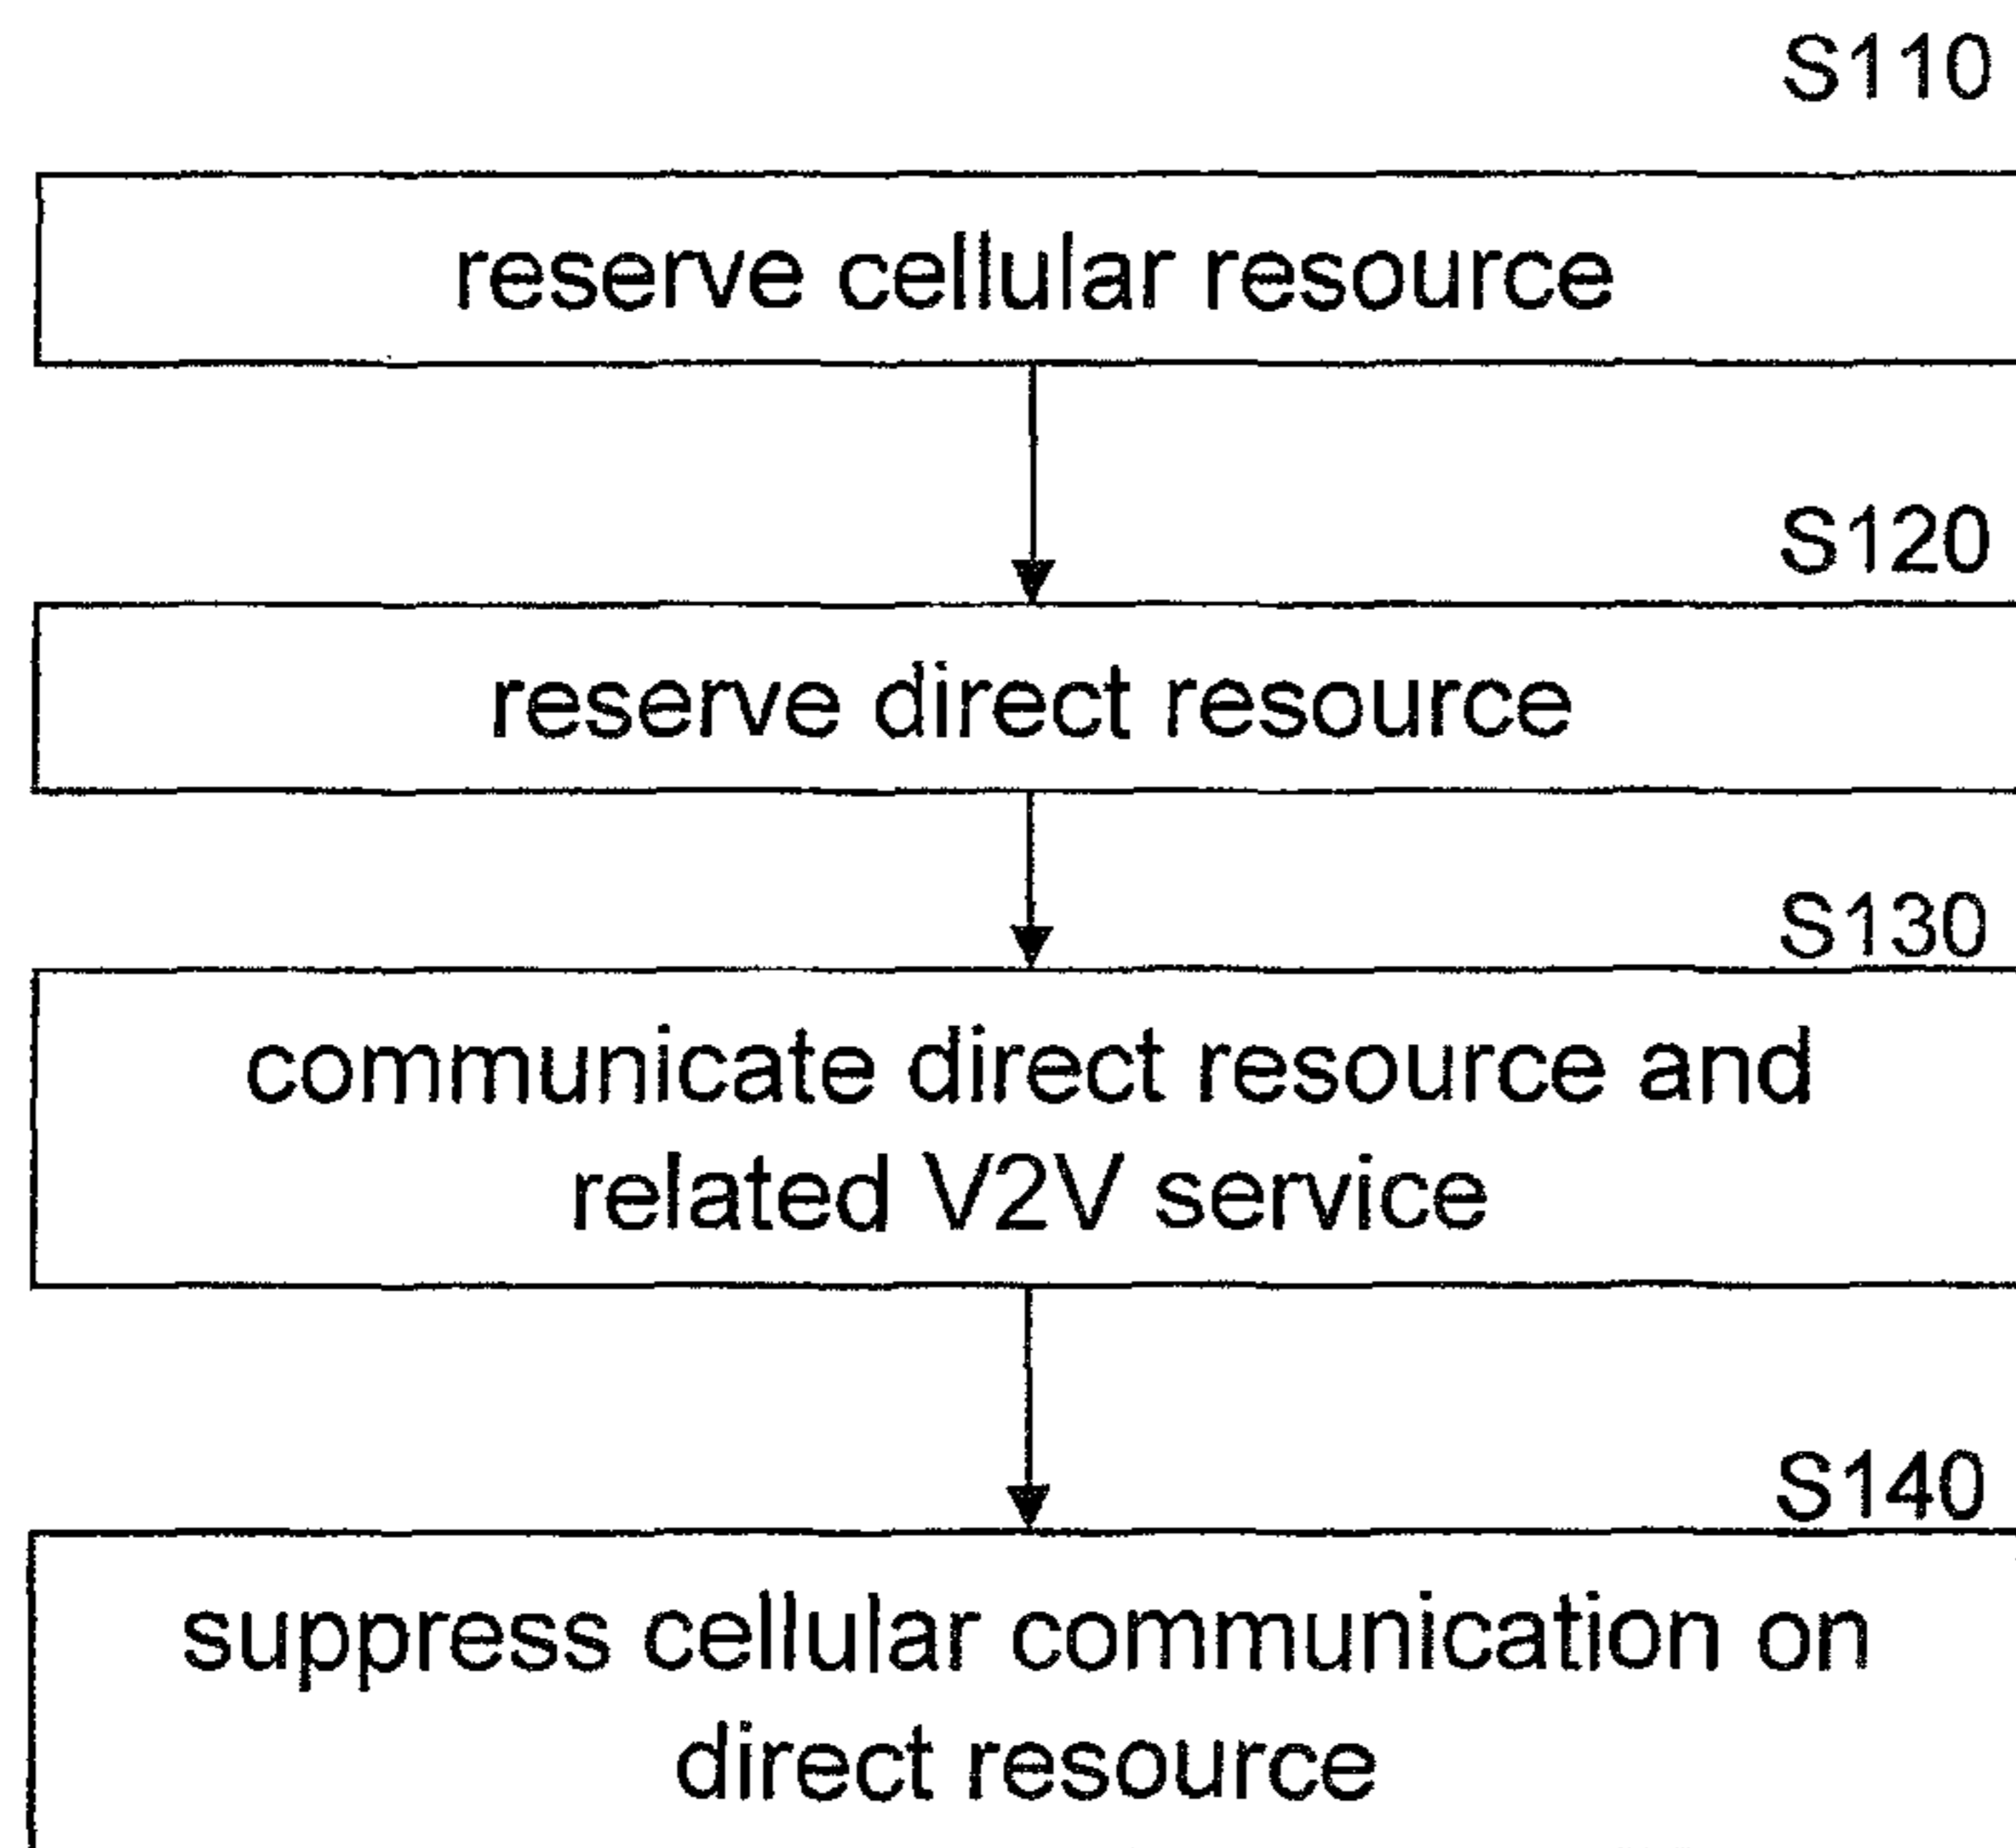 S110
reserve cellular resource
S120
reserve direct resource
S130
communicate direct resource and
related V2V service
S140
suppress cellular communication on
direct resource